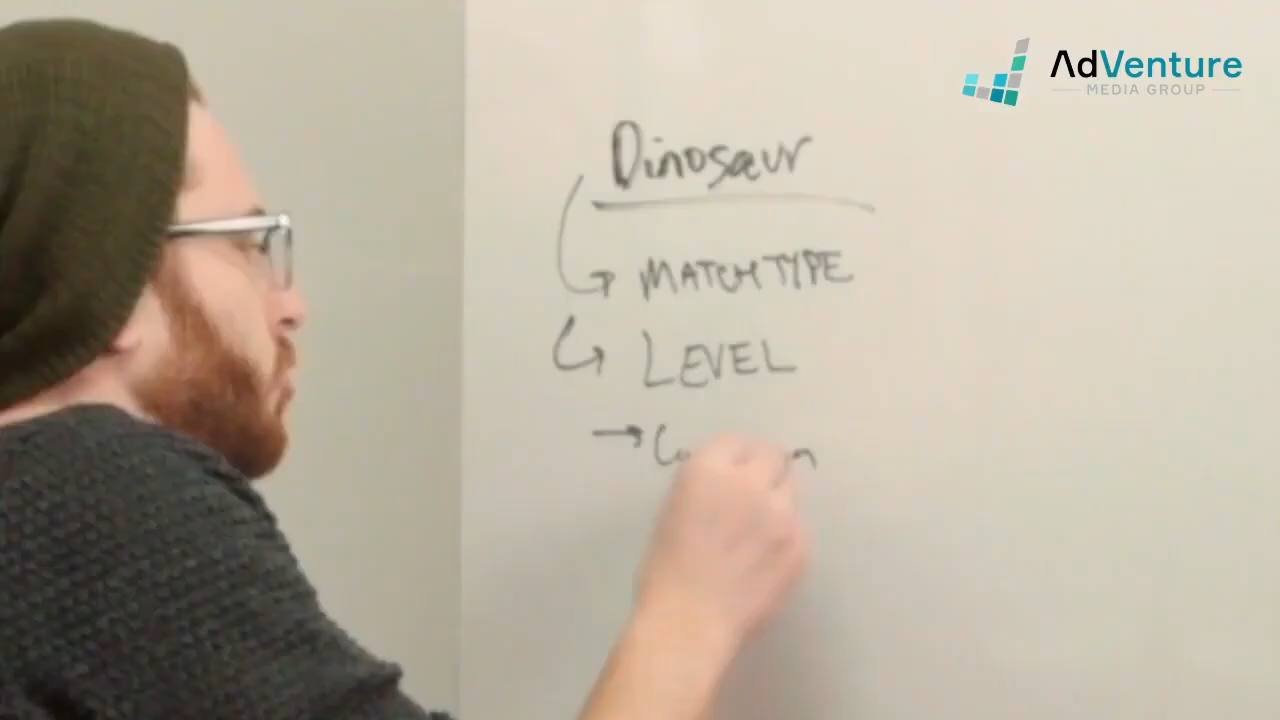 AdVenture
MEDIA GROUP
Dinosaur
MATCH TYPE
LEVEL